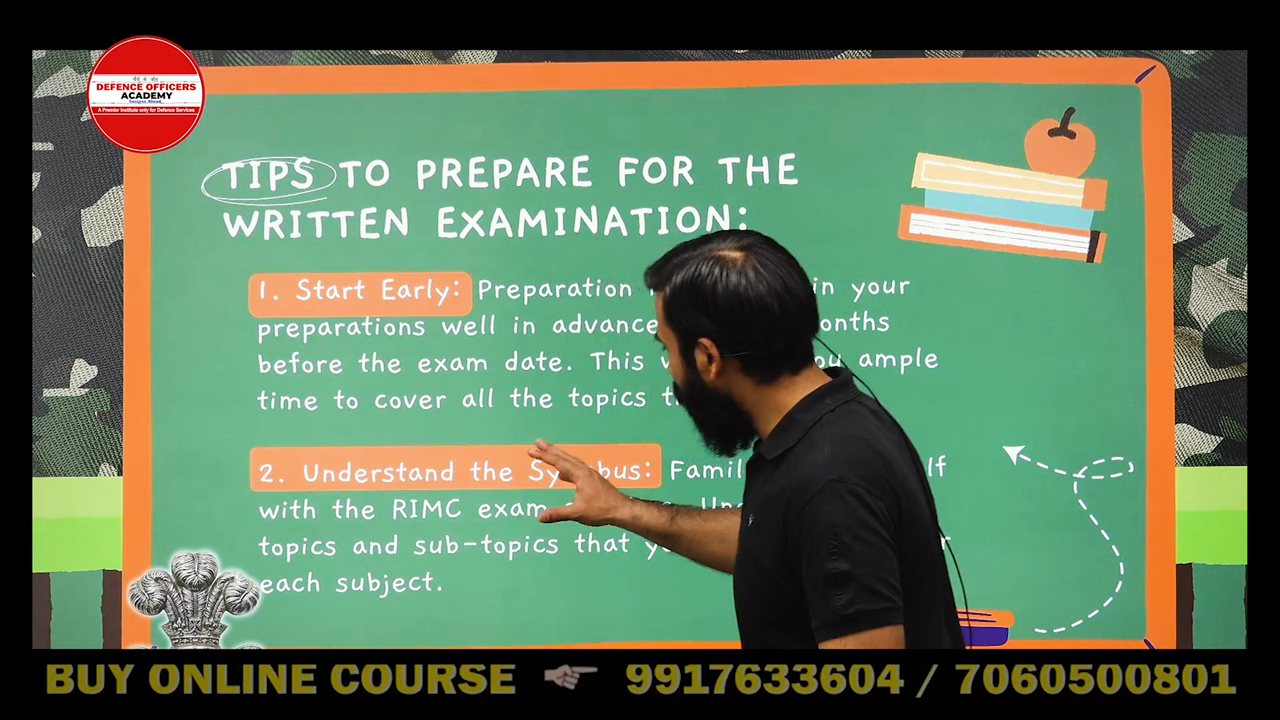 DEFENCE OFFICERS
ACADEMY
A Premier Institute only for Defence Services
TIPS TO PREPARE FOR THE
WRITTEN EXAMINATION:
1. Start Early: Preparation in your
preparations well in advance onths
before the exam date. This ou ample
time to cover all the topics
2. Understand the Sy bus: Famil lf
with the RIMC exam
topics and sub-topics that
each subject.
BUY ONLINE COURSE 9917633604 / 7060500801